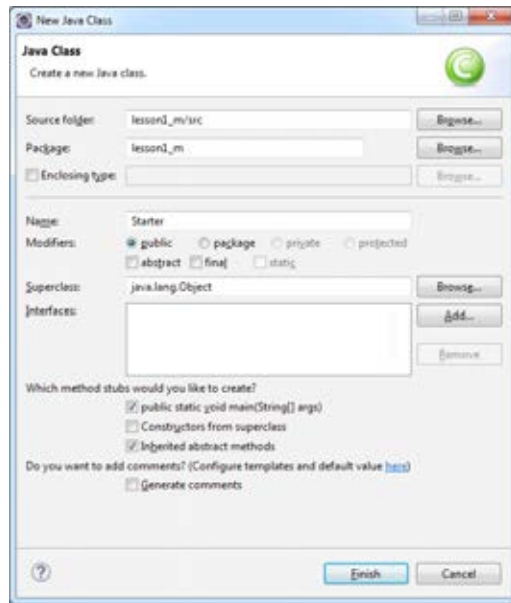 New Java Class
Java Class
Create a new Java class.
Source folder: lesson1_m/src Browse...
Package: lesson1_m Browse...
Enclosing type: Browse...
Name: Starter
Modifiers: public package private protected
abstract final static
Superclass: java.lang.Object Browse...
Interfaces: Add...
Remove
Which method stubs would you like to create?
public static void main(String[] args)
Constructors from superclass
Inherited abstract methods
Do you want to add comments? (Configure templates and default value here)
Generate comments
? Finish Cancel